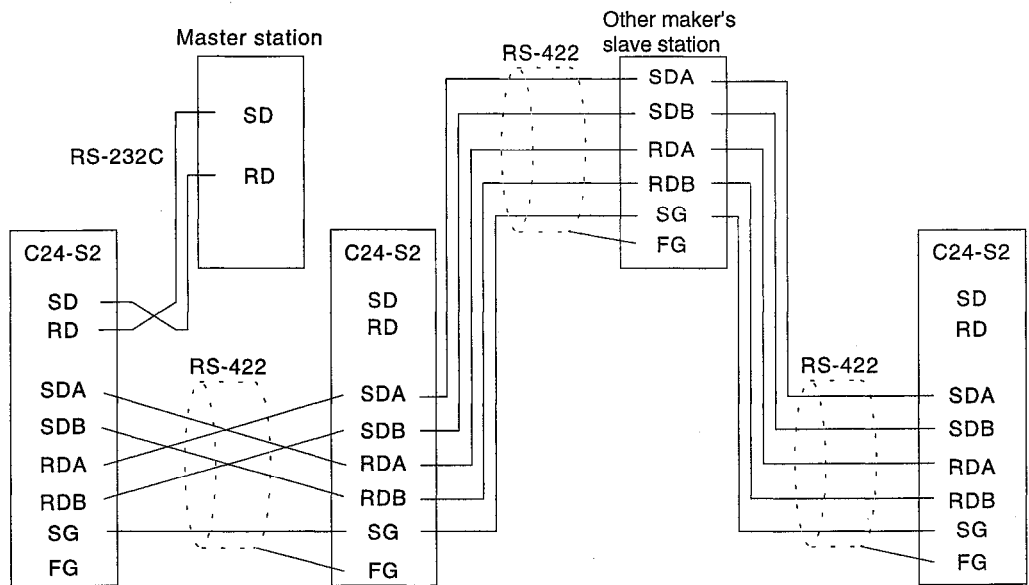 Master station
SD
RD
RS-232C
Other maker's
slave station
RS-422
SDA
SDB
RDA
RDB
SG
FG
C24-S2
SD
RD
SDA
SDB
RDA
RDB
SG
FG
RS-422
C24-S2
SD
RD
SDA
SDB
RDA
RDB
SG
FG
RS-422
C24-S2
SD
RD
SDA
SDB
RDA
RDB
SG
FG